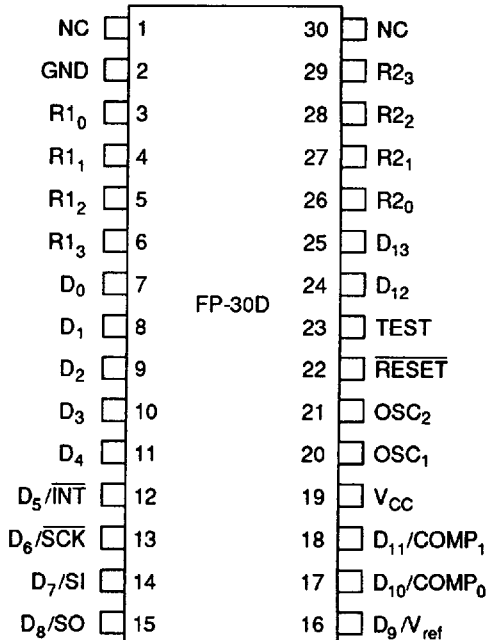 NC 1 30 NC
GND 2 29 R2₃
R1₀ 3 28 R2₂
R1₁ 4 27 R2₁
R1₂ 5 26 R2₀
R1₃ 6 25 D₁₃
D₀ 7 24 D₁₂
FP-30D
D₁ 8 23 TEST
D₂ 9 22 R̅E̅S̅E̅T̅
D₃ 10 21 OSC₂
D₄ 11 20 OSC₁
D₅/I̅N̅T̅ 12 19 V_CC
D₆/S̅C̅K̅ 13 18 D₁₁/COMP₁
D₇/SI 14 17 D₁₀/COMP₀
D₈/SO 15 16 D₉/V_ref